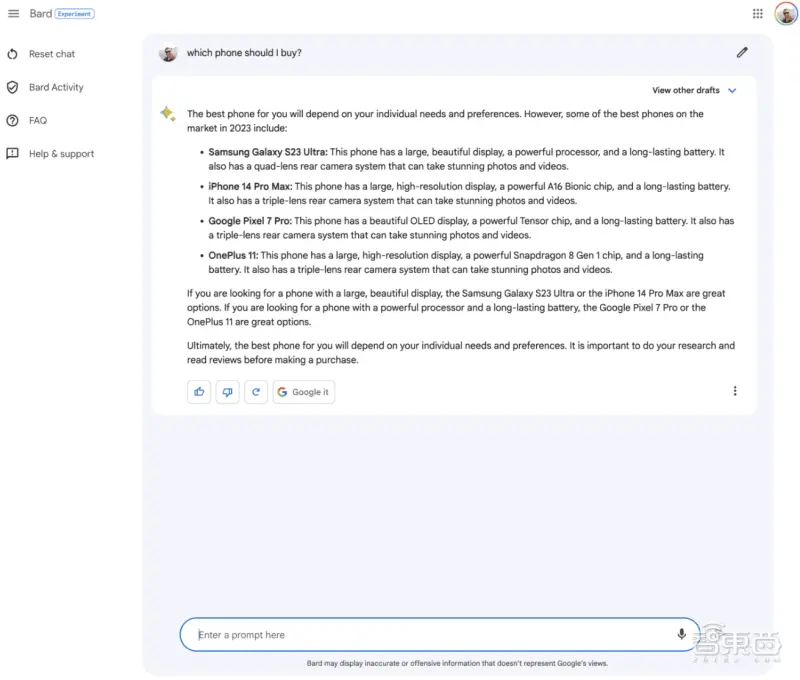 Bard Experiment
Reset chat
Bard Activity
FAQ
Help & support
which phone should I buy?
View other drafts
The best phone for you will depend on your individual needs and preferences. However, some of the best phones on the
market in 2023 include:
• Samsung Galaxy S23 Ultra: This phone has a large, beautiful display, a powerful processor, and a long-lasting battery. It
also has a quad-lens rear camera system that can take stunning photos and videos.
• iPhone 14 Pro Max: This phone has a large, high-resolution display, a powerful A16 Bionic chip, and a long-lasting battery.
It also has a triple-lens rear camera system that can take stunning photos and videos.
• Google Pixel 7 Pro: This phone has a beautiful OLED display, a powerful Tensor chip, and a long-lasting battery. It also has
a triple-lens rear camera system that can take stunning photos and videos.
• OnePlus 11: This phone has a large, high-resolution display, a powerful Snapdragon 8 Gen 1 chip, and a long-lasting
battery. It also has a triple-lens rear camera system that can take stunning photos and videos.
If you are looking for a phone with a large, beautiful display, the Samsung Galaxy S23 Ultra or the iPhone 14 Pro Max are great
options. If you are looking for a phone with a powerful processor and a long-lasting battery, the Google Pixel 7 Pro or the
OnePlus 11 are great options.
Ultimately, the best phone for you will depend on your individual needs and preferences. It is important to do your research and
read reviews before making a purchase.
Google it
Enter a prompt here
智東西
Bard may display inaccurate or offensive information that doesn't represent Google's views.